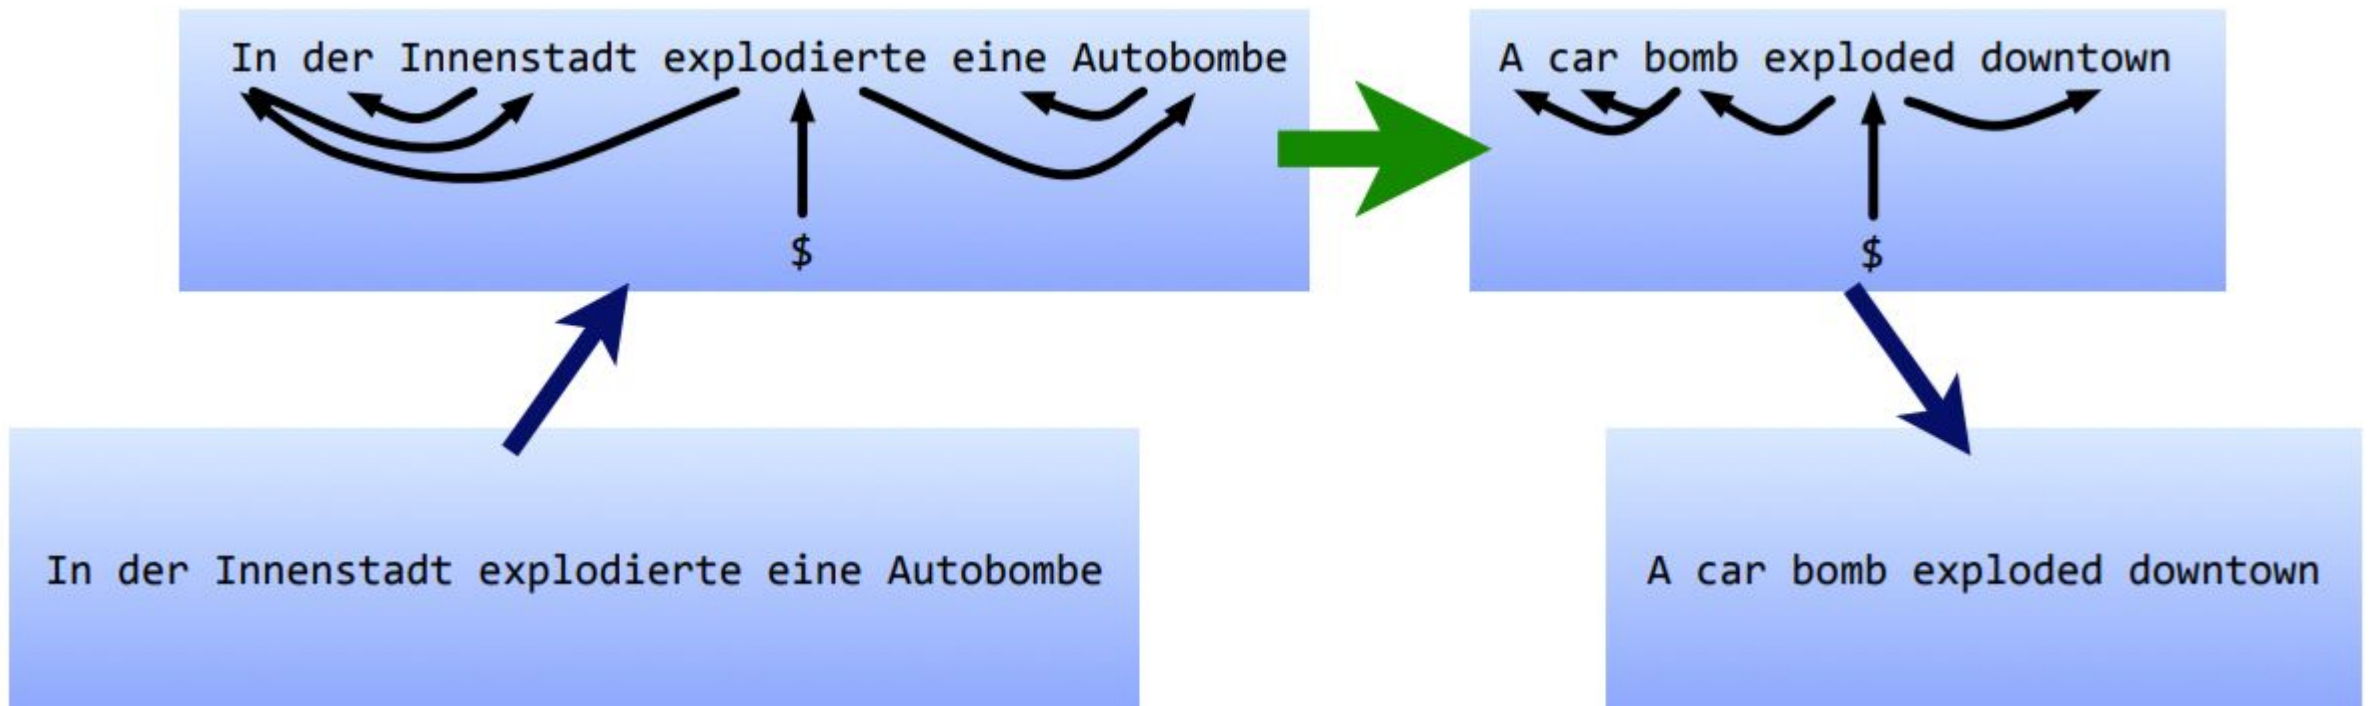 In der Innenstadt explodierte eine Autobombe
$
A car bomb exploded downtown
$
In der Innenstadt explodierte eine Autobombe
A car bomb exploded downtown